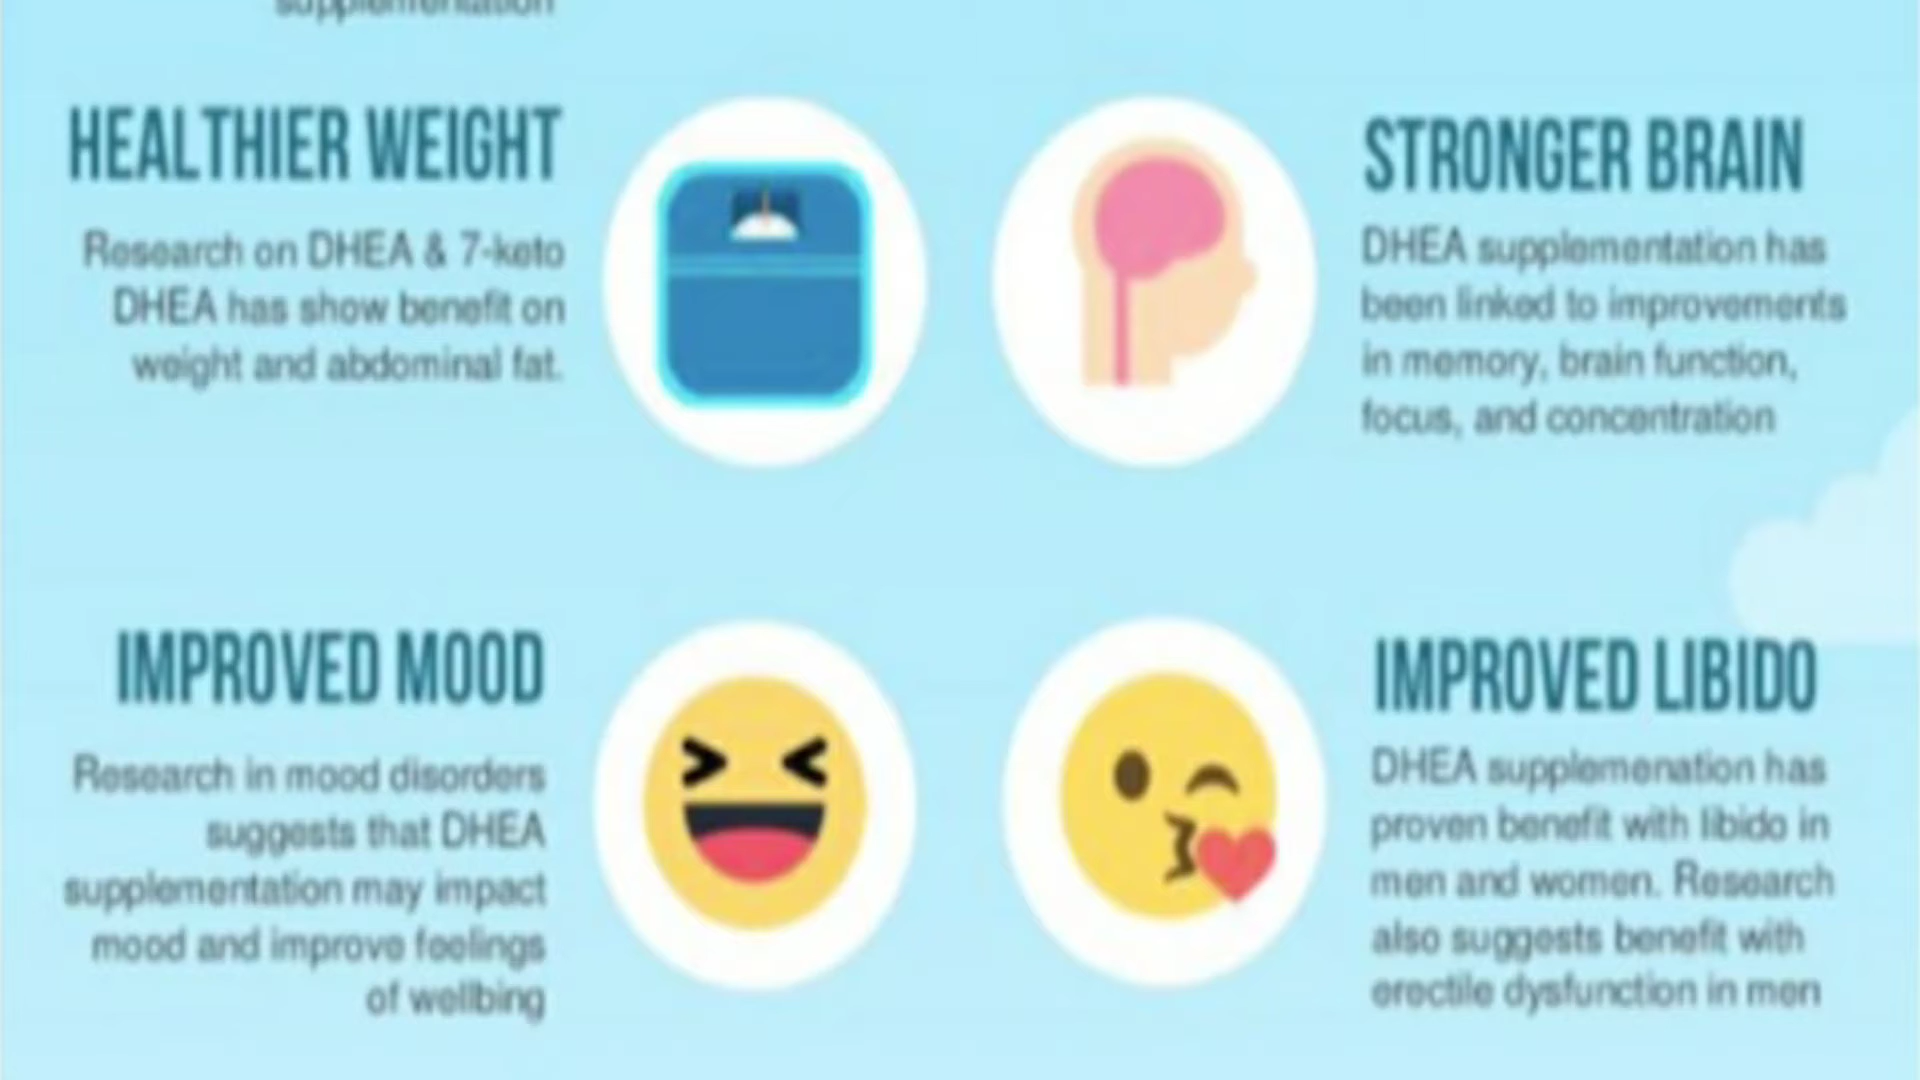 supplementation
HEALTHIER WEIGHT
Research on DHEA & 7-keto
DHEA has show benefit on
weight and abdominal fat.
STRONGER BRAIN
DHEA supplementation has
been linked to improvements
in memory, brain function,
focus, and concentration
IMPROVED MOOD
Research in mood disorders
suggests that DHEA
supplementation may impact
mood and improve feelings
of wellbing
IMPROVED LIBIDO
DHEA supplemenation has
proven benefit with libido in
men and women. Research
also suggests benefit with
erectile dysfunction in men